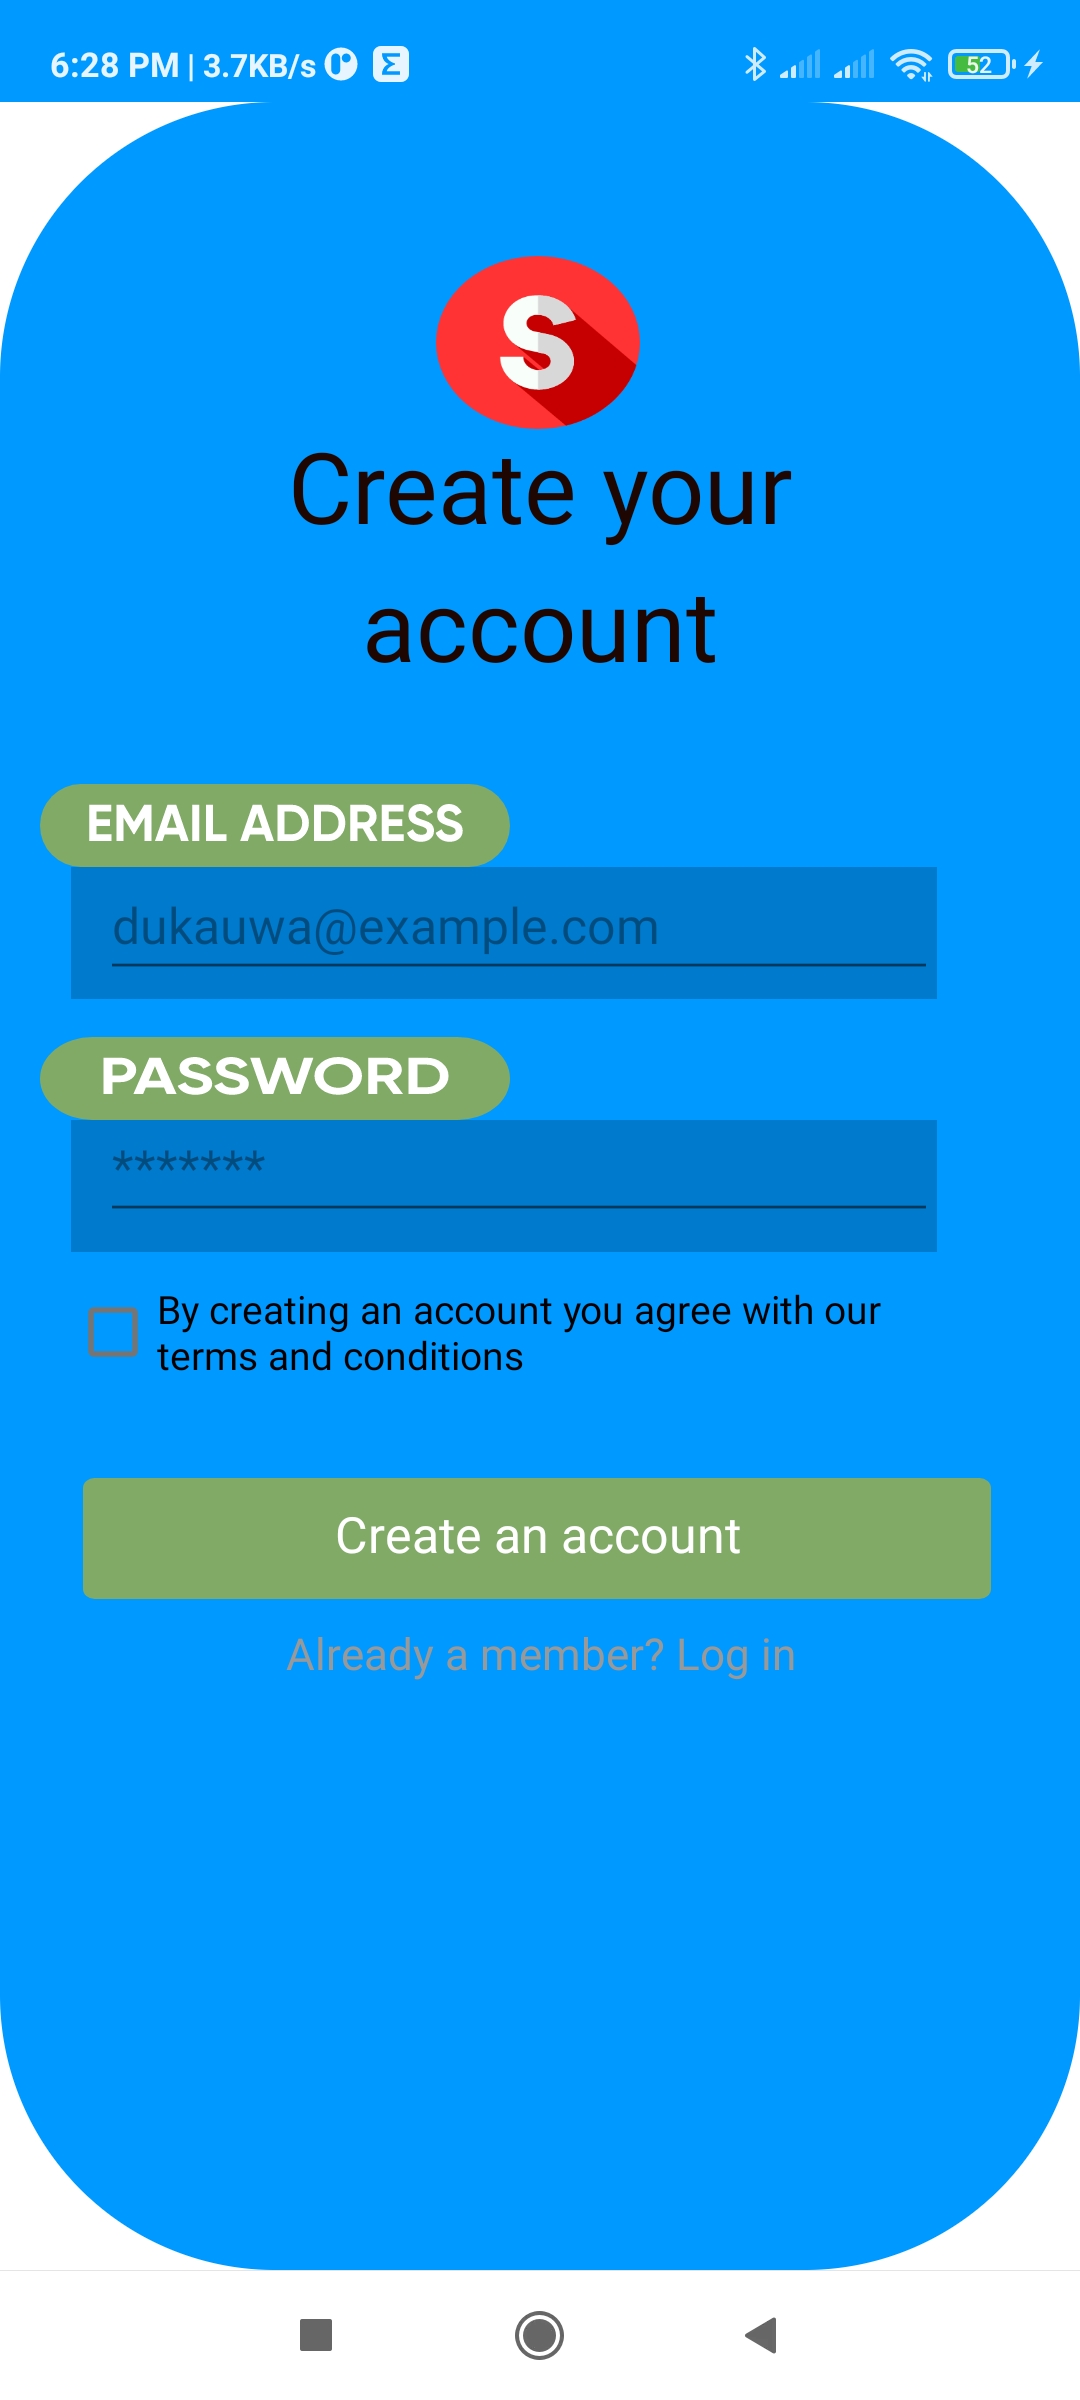 6:28 PM | 3.7KB/s
52
S
Create your
account
EMAIL ADDRESS
dukauwa@example.com
PASSWORD
*******
By creating an account you agree with our
terms and conditions
Create an account
Already a member? Log in